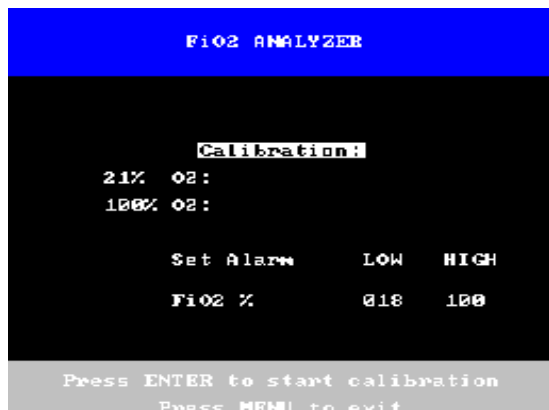 FiO2 ANALYZER
Calibration:
21% O2:
100% O2:
Set Alarm LOW HIGH
FiO2 % 018 100
Press ENTER to start calibration
Press MENU to exit